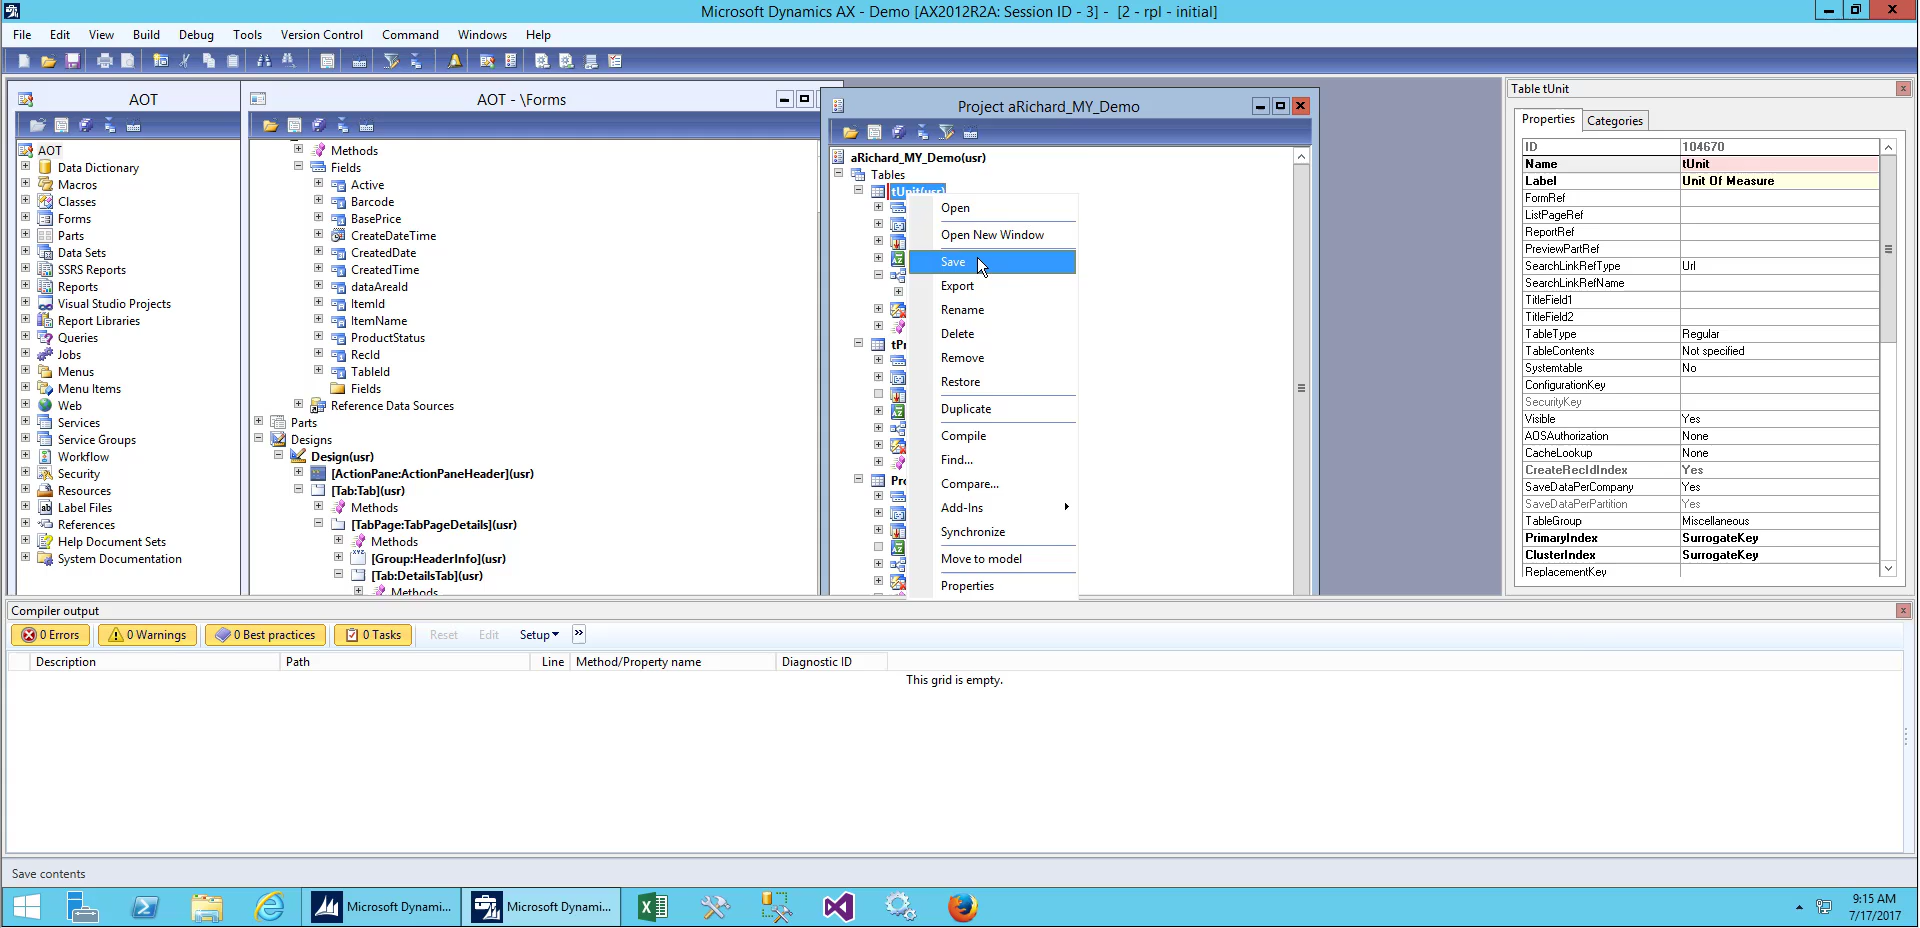 Microsoft Dynamics AX - Demo [AX2012R2A: Session ID - 3] - [2 - rpl - initial]
File Edit View Build Debug Tools Version Control Command Windows Help
AOT
AOT
Data Dictionary
Macros
Classes
Forms
Parts
Data Sets
SSRS Reports
Reports
Visual Studio Projects
Report Libraries
Queries
Jobs
Menus
Menu Items
Web
Services
Service Groups
Workflow
Security
Resources
Label Files
References
Help Document Sets
System Documentation
AOT - \Forms
Methods
Fields
Active
Barcode
BasePrice
CreateDateTime
CreatedDate
CreatedTime
dataAreaId
ItemId
ItemName
ProductStatus
RecId
TableId
Fields
Reference Data Sources
Parts
Designs
Design(usr)
[ActionPane:ActionPaneHeader](usr)
[Tab:Tab](usr)
Methods
[TabPage:TabPageDetails](usr)
Methods
[Group:HeaderInfo](usr)
[Tab:DetailsTab](usr)
Methods
Project aRichard_MY_Demo
aRichard_MY_Demo(usr)
Tables
tUnit(usr)
Open
Open New Window
Save
Export
Rename
Delete
Remove
Restore
Duplicate
Compile
Find...
Compare...
Add-Ins
Synchronize
Move to model
Properties
Table tUnit
Properties Categories
ID 104670
Name tUnit
Label Unit Of Measure
FormRef
ListPageRef
ReportRef
PreviewPartRef
SearchLinkRefType Url
SearchLinkRefName
TitleField1
TitleField2
TableType Regular
TableContents Not specified
Systemtable No
ConfigurationKey
SecurityKey
Visible Yes
AOSAuthorization None
CacheLookup None
CreateRecIdIndex Yes
SaveDataPerCompany Yes
SaveDataPerPartition Yes
TableGroup Miscellaneous
PrimaryIndex SurrogateKey
ClusterIndex SurrogateKey
ReplacementKey
Compiler output
0 Errors 0 Warnings 0 Best practices 0 Tasks Reset Edit Setup
Description Path Line Method/Property name Diagnostic ID
This grid is empty.
Save contents
Microsoft Dynami... Microsoft Dynami...
9:15 AM
7/17/2017